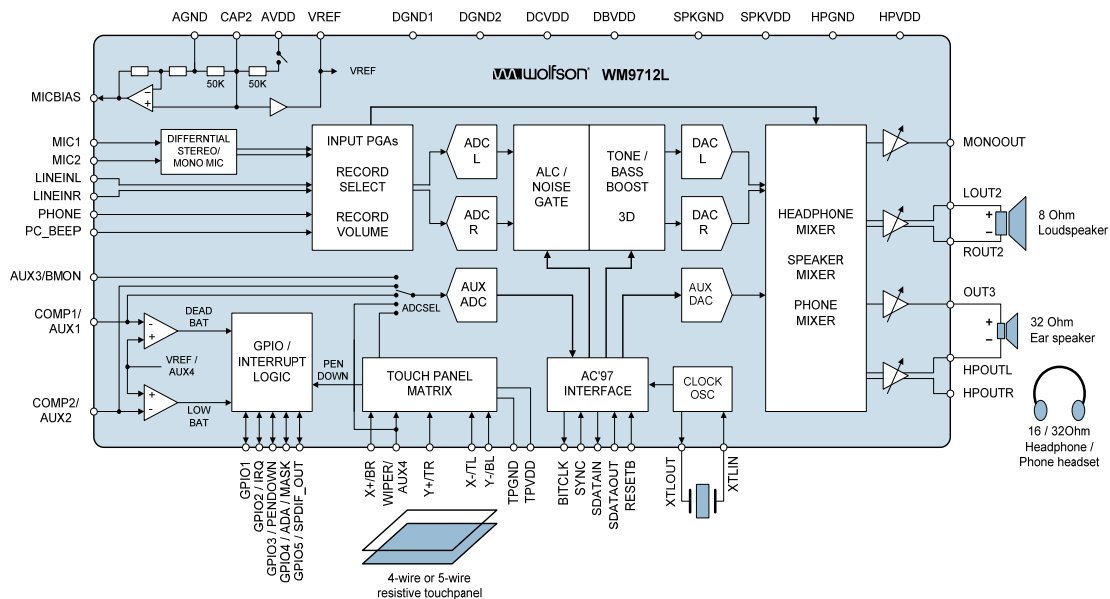 AGND CAP2 AVDD VREF DGND1 DGND2 DCVDD DBVDD SPKGND SPKVDD HPGND HPVDD
VREF
50K 50K
wolfson® WM9712L
MICBIAS
MIC1
MIC2
LINEINL
LINEINR
PHONE
PC_BEEP
DIFFERNTIAL
STEREO/
MONO MIC
INPUT PGAs
RECORD
SELECT
RECORD
VOLUME
ADC
L
ADC
R
ALC /
NOISE
GATE
TONE /
BASS
BOOST
3D
DAC
L
DAC
R
HEADPHONE
MIXER
SPEAKER
MIXER
PHONE
MIXER
MONOOUT
LOUT2
+
−
ROUT2
8 Ohm
Loudspeaker
OUT3
+
−
32 Ohm
Ear speaker
HPOUTL
HPOUTR
16 / 32Ohm
Headphone /
Phone headset
AUX3/BMON
COMP1/
AUX1
COMP2/
AUX2
ADCSEL
AUX
ADC
AUX
DAC
DEAD
BAT
VREF /
AUX4
LOW
BAT
GPIO /
INTERRUPT
LOGIC
PEN
DOWN
TOUCH PANEL
MATRIX
AC'97
INTERFACE
CLOCK
OSC
GPIO1
GPIO2 / IRQ
GPIO3 / PENDOWN
GPIO4 / ADA / MASK
GPIO5 / SPDIF_OUT
X+/BR
WIPER/
AUX4
Y+/TR
X-/TL
Y-/BL
TPGND
TPVDD
BITCLK
SYNC
SDATAIN
SDATAOUT
RESETB
XTLOUT
XTLIN
4-wire or 5-wire
resistive touchpanel